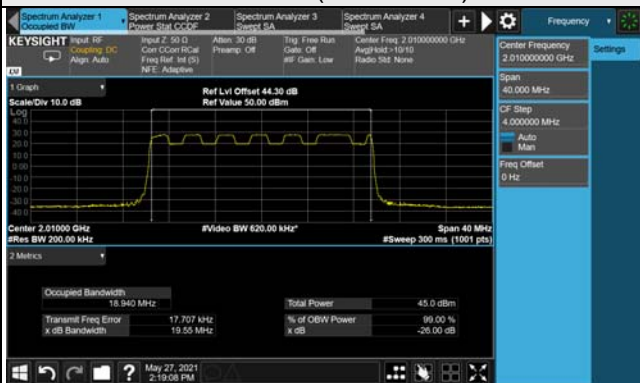 Spectrum Analyzer 1
Occupied BW
Spectrum Analyzer 2
Power Stat CCDF
Spectrum Analyzer 3
Swept SA
Spectrum Analyzer 4
Swept SA
Frequency
KEYSIGHT
Input: RF
Coupling: DC
Align: Auto
Input Z: 50 Ω
Corr CCorr RCal
Freq Ref: Int (S)
NFE: Adaptive
Atten: 30 dB
Preamp: Off
Trig: Free Run
Gate: Off
#IF Gain: Low
Center Freq: 2.010000000 GHz
Avg|Hold:>10/10
Radio Std: None
LXI
Center Frequency
2.010000000 GHz
Settings
Span
40.000 MHz
CF Step
4.000000 MHz
Auto
Man
Freq Offset
0 Hz
1 Graph
Scale/Div 10.0 dB
Ref Lvl Offset 44.30 dB
Ref Value 50.00 dBm
Log
40.0
30.0
20.0
10.0
0.00
-10.0
-20.0
-30.0
-40.0
Center 2.01000 GHz
#Res BW 200.00 kHz
#Video BW 620.00 kHz*
Span 40 MHz
#Sweep 300 ms (1001 pts)
2 Metrics
Occupied Bandwidth
18.940 MHz
Total Power 45.0 dBm
Transmit Freq Error 17.707 kHz
% of OBW Power 99.00 %
x dB Bandwidth 19.55 MHz
x dB -26.00 dB
May 27, 2021
2:19:08 PM